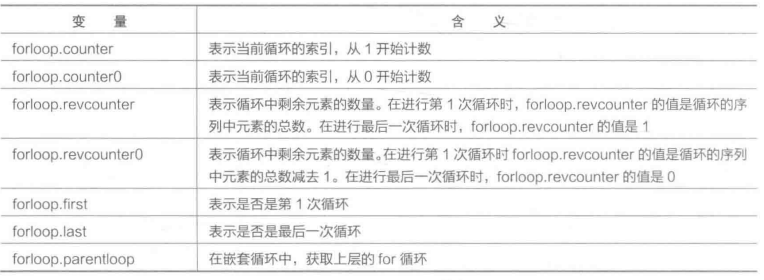 变 量 含 义
forloop.counter 表示当前循环的索引，从 1 开始计数
forloop.counter0 表示当前循环的索引，从 0 开始计数
forloop.revcounter 表示循环中剩余元素的数量。在进行第 1 次循环时，forloop.revcounter 的值是循环的序
列中元素的总数。在进行最后一次循环时，forloop.revcounter 的值是 1
forloop.revcounter0 表示循环中剩余元素的数量。在进行第 1 次循环时 forloop.revcounter 的值是循环的序列
中元素的总数减去 1。在进行最后一次循环时，forloop.revcounter 的值是 0
forloop.first 表示是否是第 1 次循环
forloop.last 表示是否是最后一次循环
forloop.parentloop 在嵌套循环中，获取上层的 for 循环